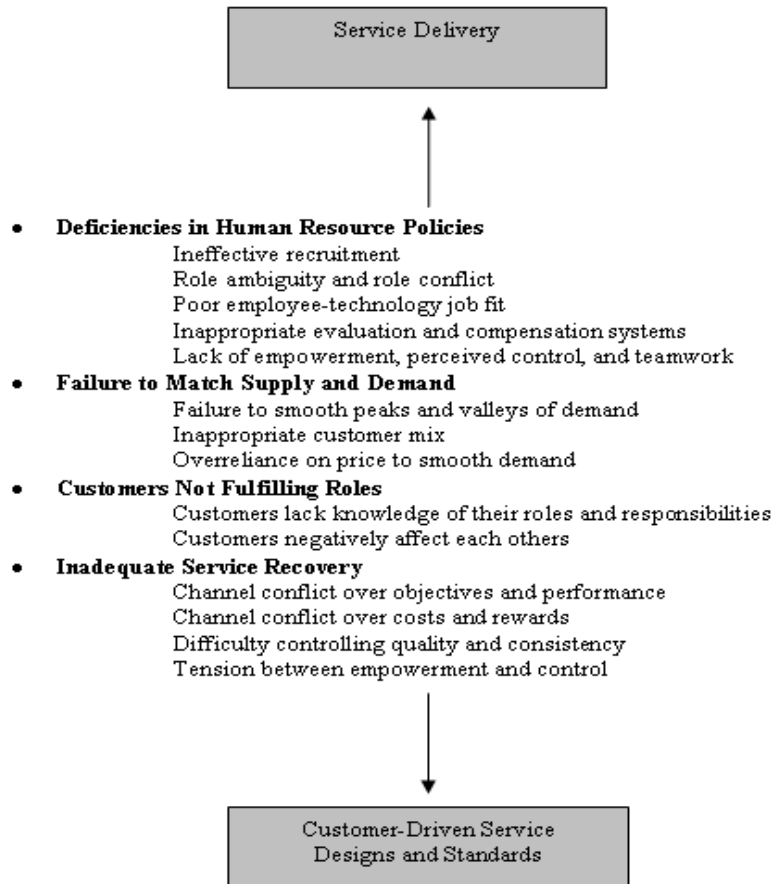 Service Delivery
● Deficiencies in Human Resource Policies
Ineffective recruitment
Role ambiguity and role conflict
Poor employee-technology job fit
Inappropriate evaluation and compensation systems
Lack of empowerment, perceived control, and teamwork
● Failure to Match Supply and Demand
Failure to smooth peaks and valleys of demand
Inappropriate customer mix
Overreliance on price to smooth demand
● Customers Not Fulfilling Roles
Customers lack knowledge of their roles and responsibilities
Customers negatively affect each others
● Inadequate Service Recovery
Channel conflict over objectives and performance
Channel conflict over costs and rewards
Difficulty controlling quality and consistency
Tension between empowerment and control
Customer-Driven Service
Designs and Standards